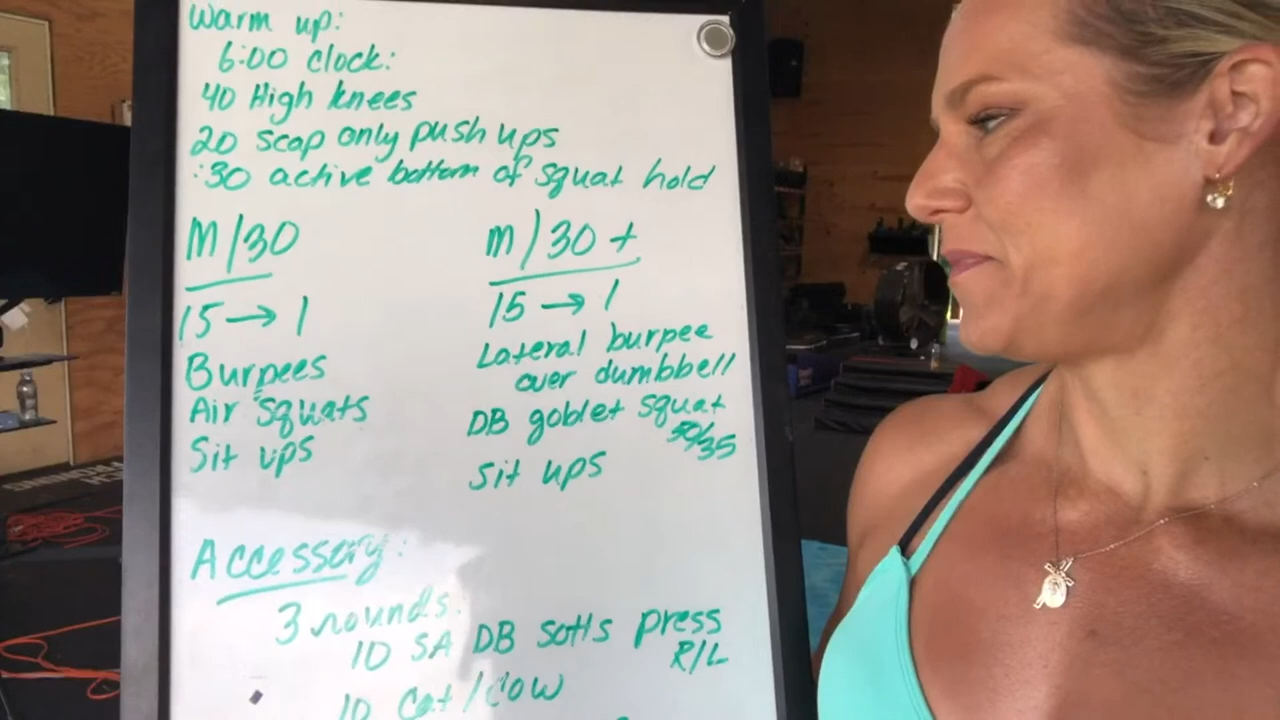 Warm up:
6:00 clock:
40 High knees
20 scap only push ups
:30 active bottom of squat hold
M/30
15 → 1
Burpees
Air Squats
Sit ups
m/30 +
15 → 1
Lateral burpee
over dumbbell
DB goblet squat
50/35
sit ups
Accessory:
3 rounds:
10 SA DB sotts press
R/L
10 Cat/Cow